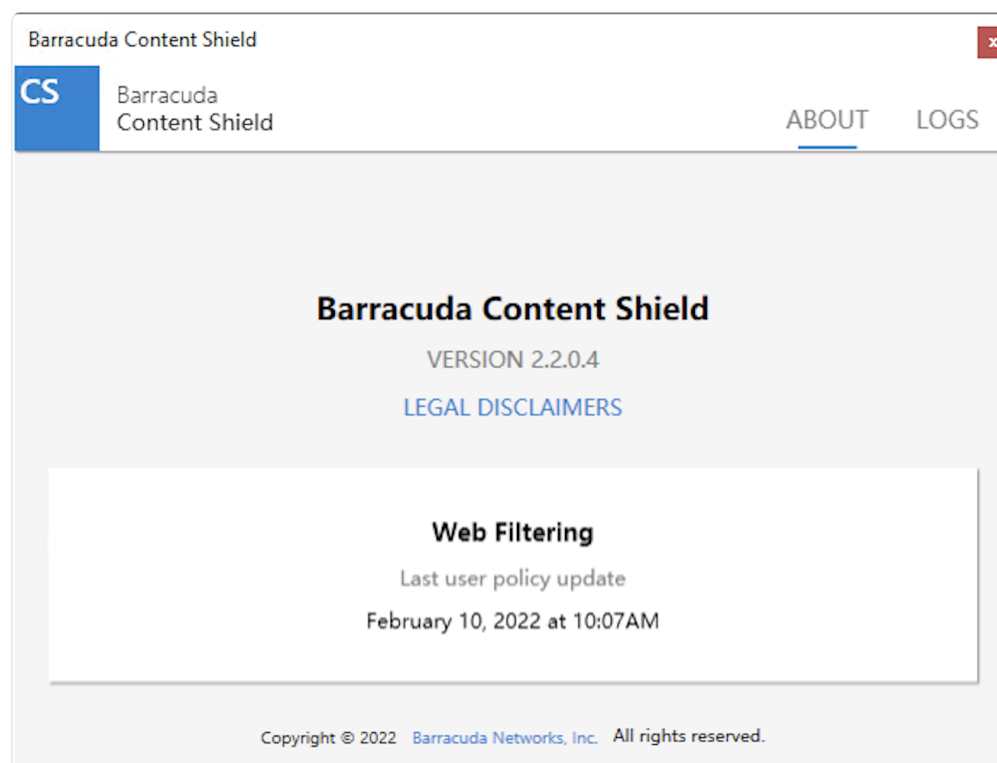 Barracuda Content Shield
x
CS
Barracuda
Content Shield
ABOUT LOGS
Barracuda Content Shield
VERSION 2.2.0.4
LEGAL DISCLAIMERS
Web Filtering
Last user policy update
February 10, 2022 at 10:07AM
Copyright © 2022 Barracuda Networks, Inc. All rights reserved.